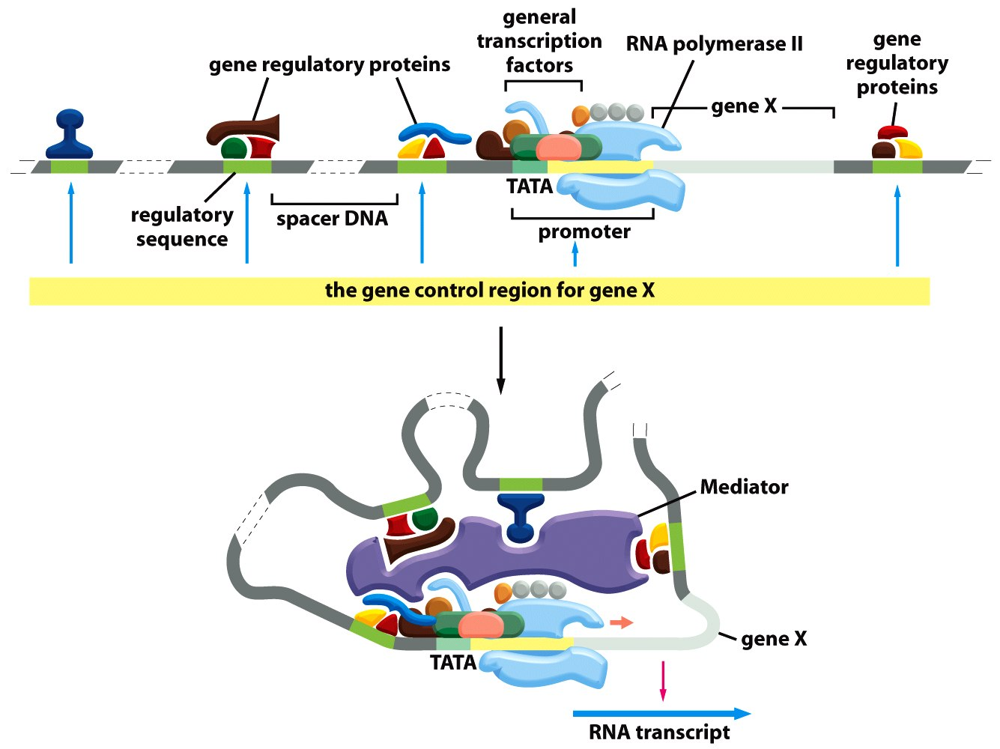 general
transcription
factors
RNA polymerase II
gene
regulatory
proteins
gene regulatory proteins
gene X
TATA
regulatory
sequence
spacer DNA
promoter
the gene control region for gene X
Mediator
gene X
TATA
RNA transcript